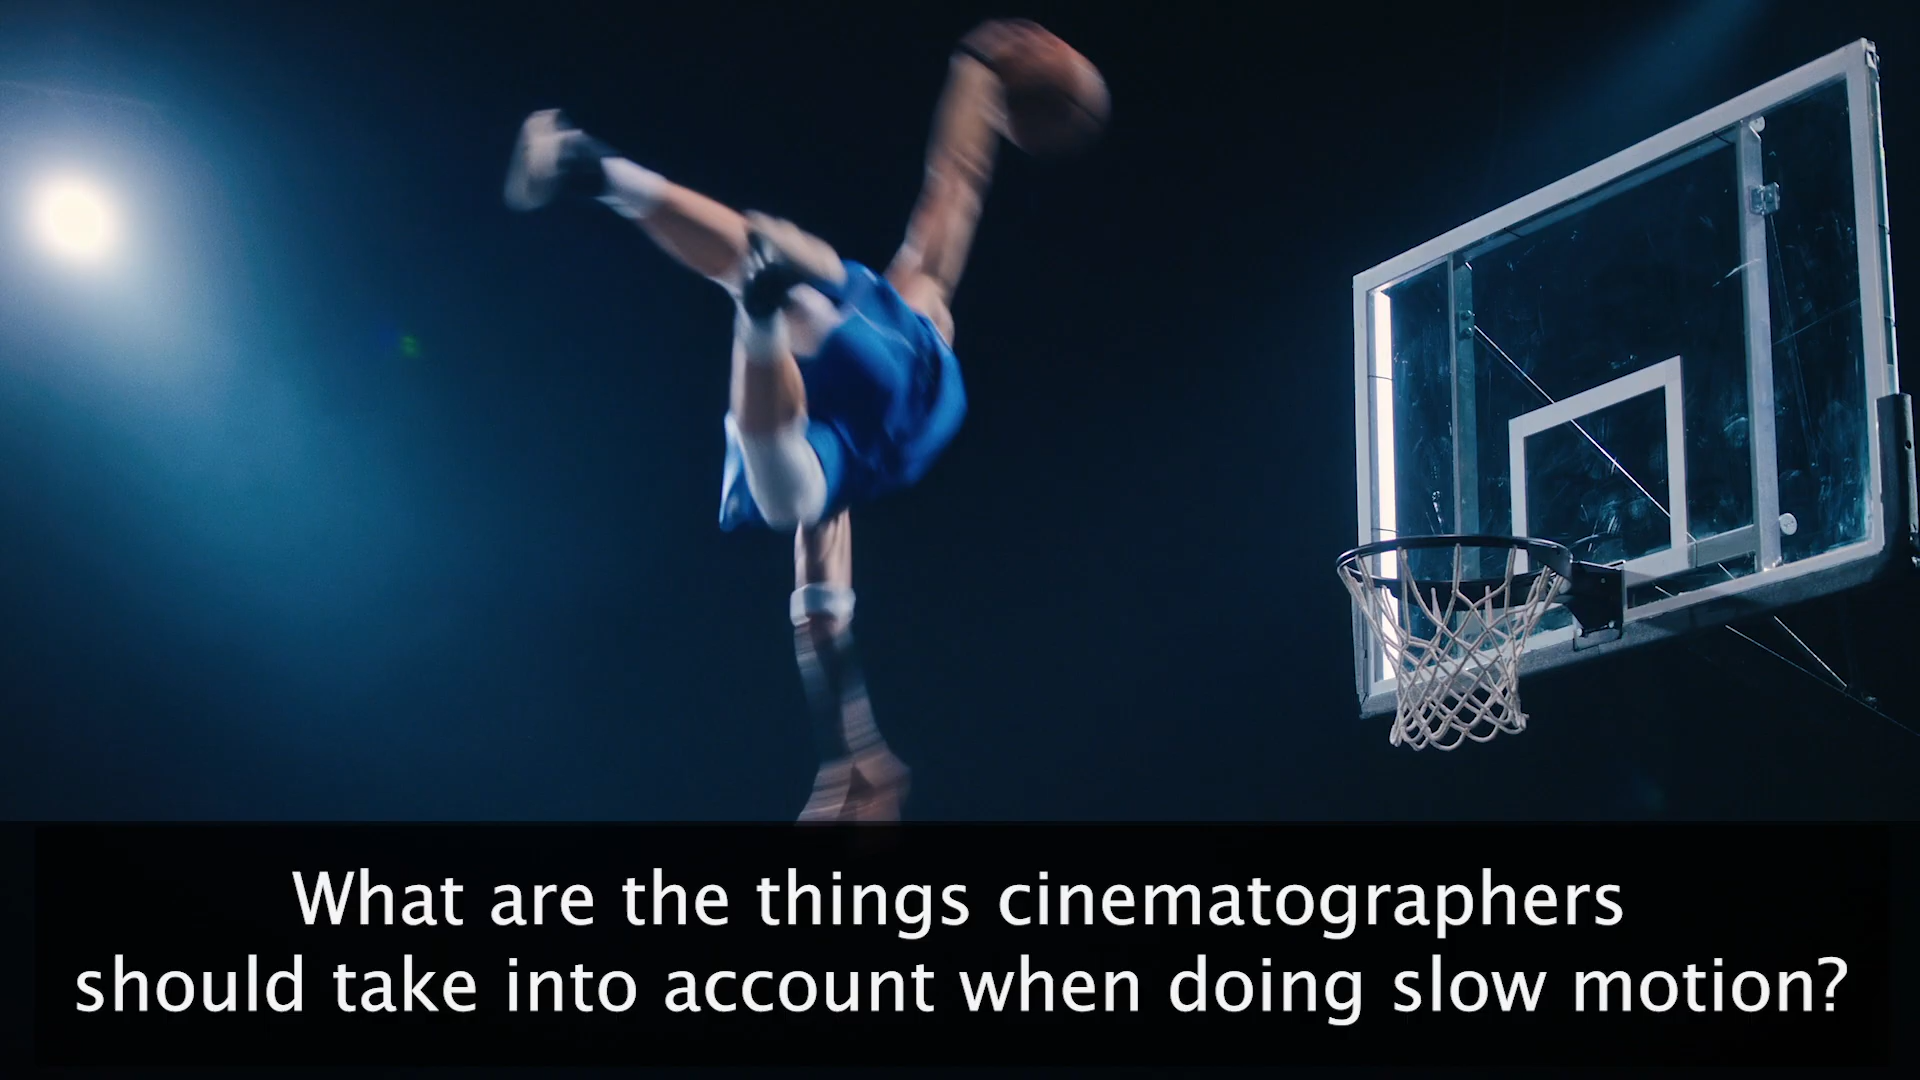 What are the things cinematographers
should take into account when doing slow motion?